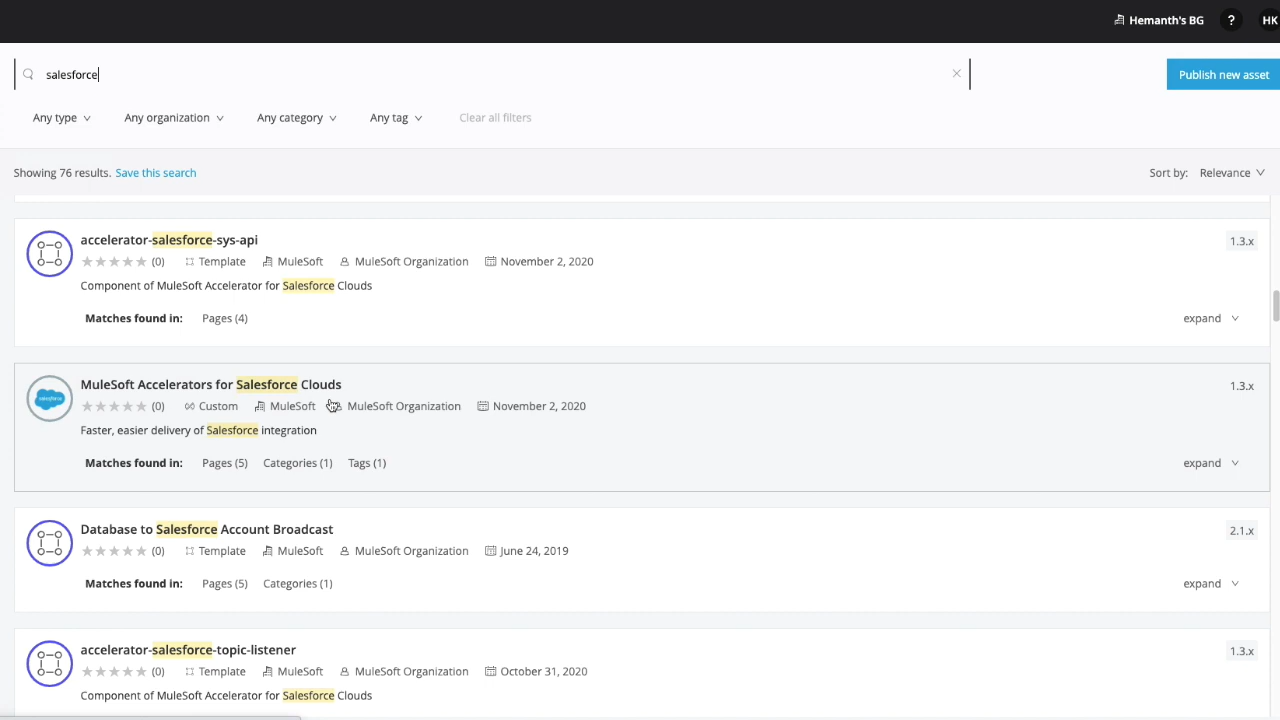 Hemanth's BG ? HK
salesforce
Publish new asset
Any type Any organization Any category Any tag Clear all filters
Showing 76 results. Save this search Sort by: Relevance
accelerator-salesforce-sys-api 1.3.x
(0) Template MuleSoft MuleSoft Organization November 2, 2020
Component of MuleSoft Accelerator for Salesforce Clouds
Matches found in: Pages (4) expand
MuleSoft Accelerators for Salesforce Clouds 1.3.x
salesforce
(0) Custom MuleSoft MuleSoft Organization November 2, 2020
Faster, easier delivery of Salesforce integration
Matches found in: Pages (5) Categories (1) Tags (1) expand
Database to Salesforce Account Broadcast 2.1.x
(0) Template MuleSoft MuleSoft Organization June 24, 2019
Matches found in: Pages (5) Categories (1) expand
accelerator-salesforce-topic-listener 1.3.x
(0) Template MuleSoft MuleSoft Organization October 31, 2020
Component of MuleSoft Accelerator for Salesforce Clouds